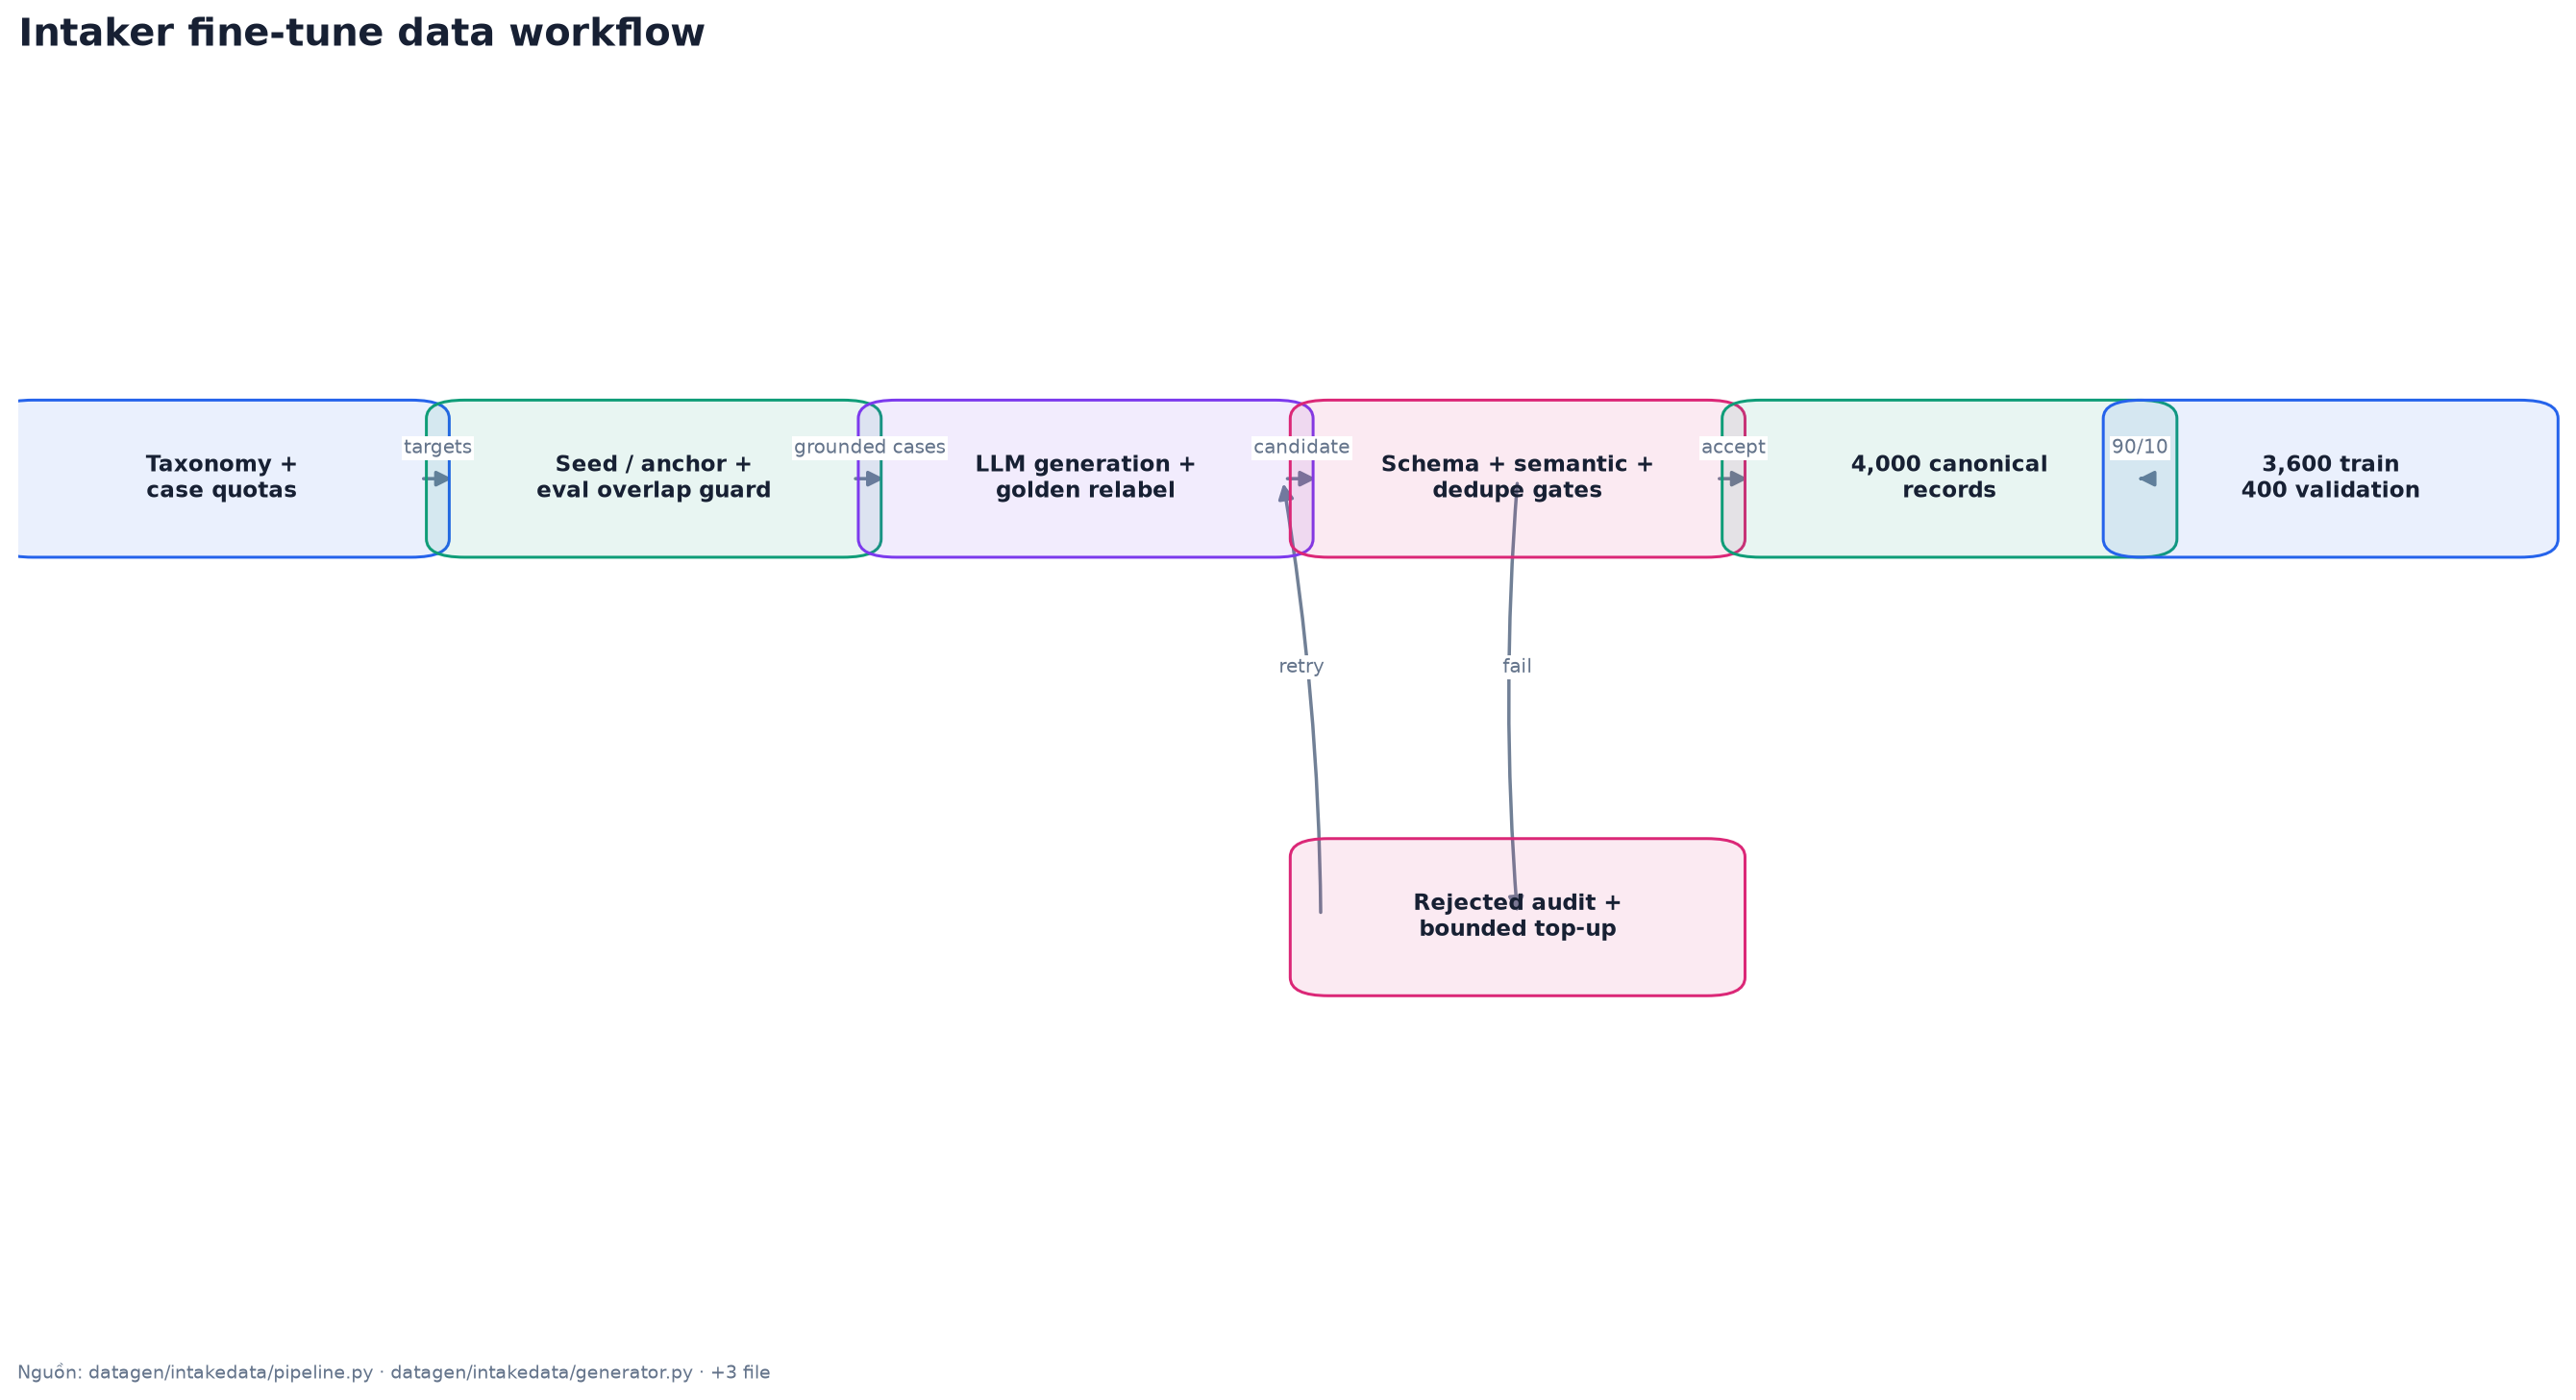 Intaker fine-tune data workflow
targets
grounded cases
candidate
accept
90/10
Taxonomy +
case quotas
Seed / anchor +
eval overlap guard
LLM generation +
golden relabel
Schema + semantic +
dedupe gates
4,000 canonical
records
3,600 train
400 validation
retry
fail
Rejected audit +
bounded top-up
Nguồn: datagen/intakedata/pipeline.py · datagen/intakedata/generator.py · +3 file